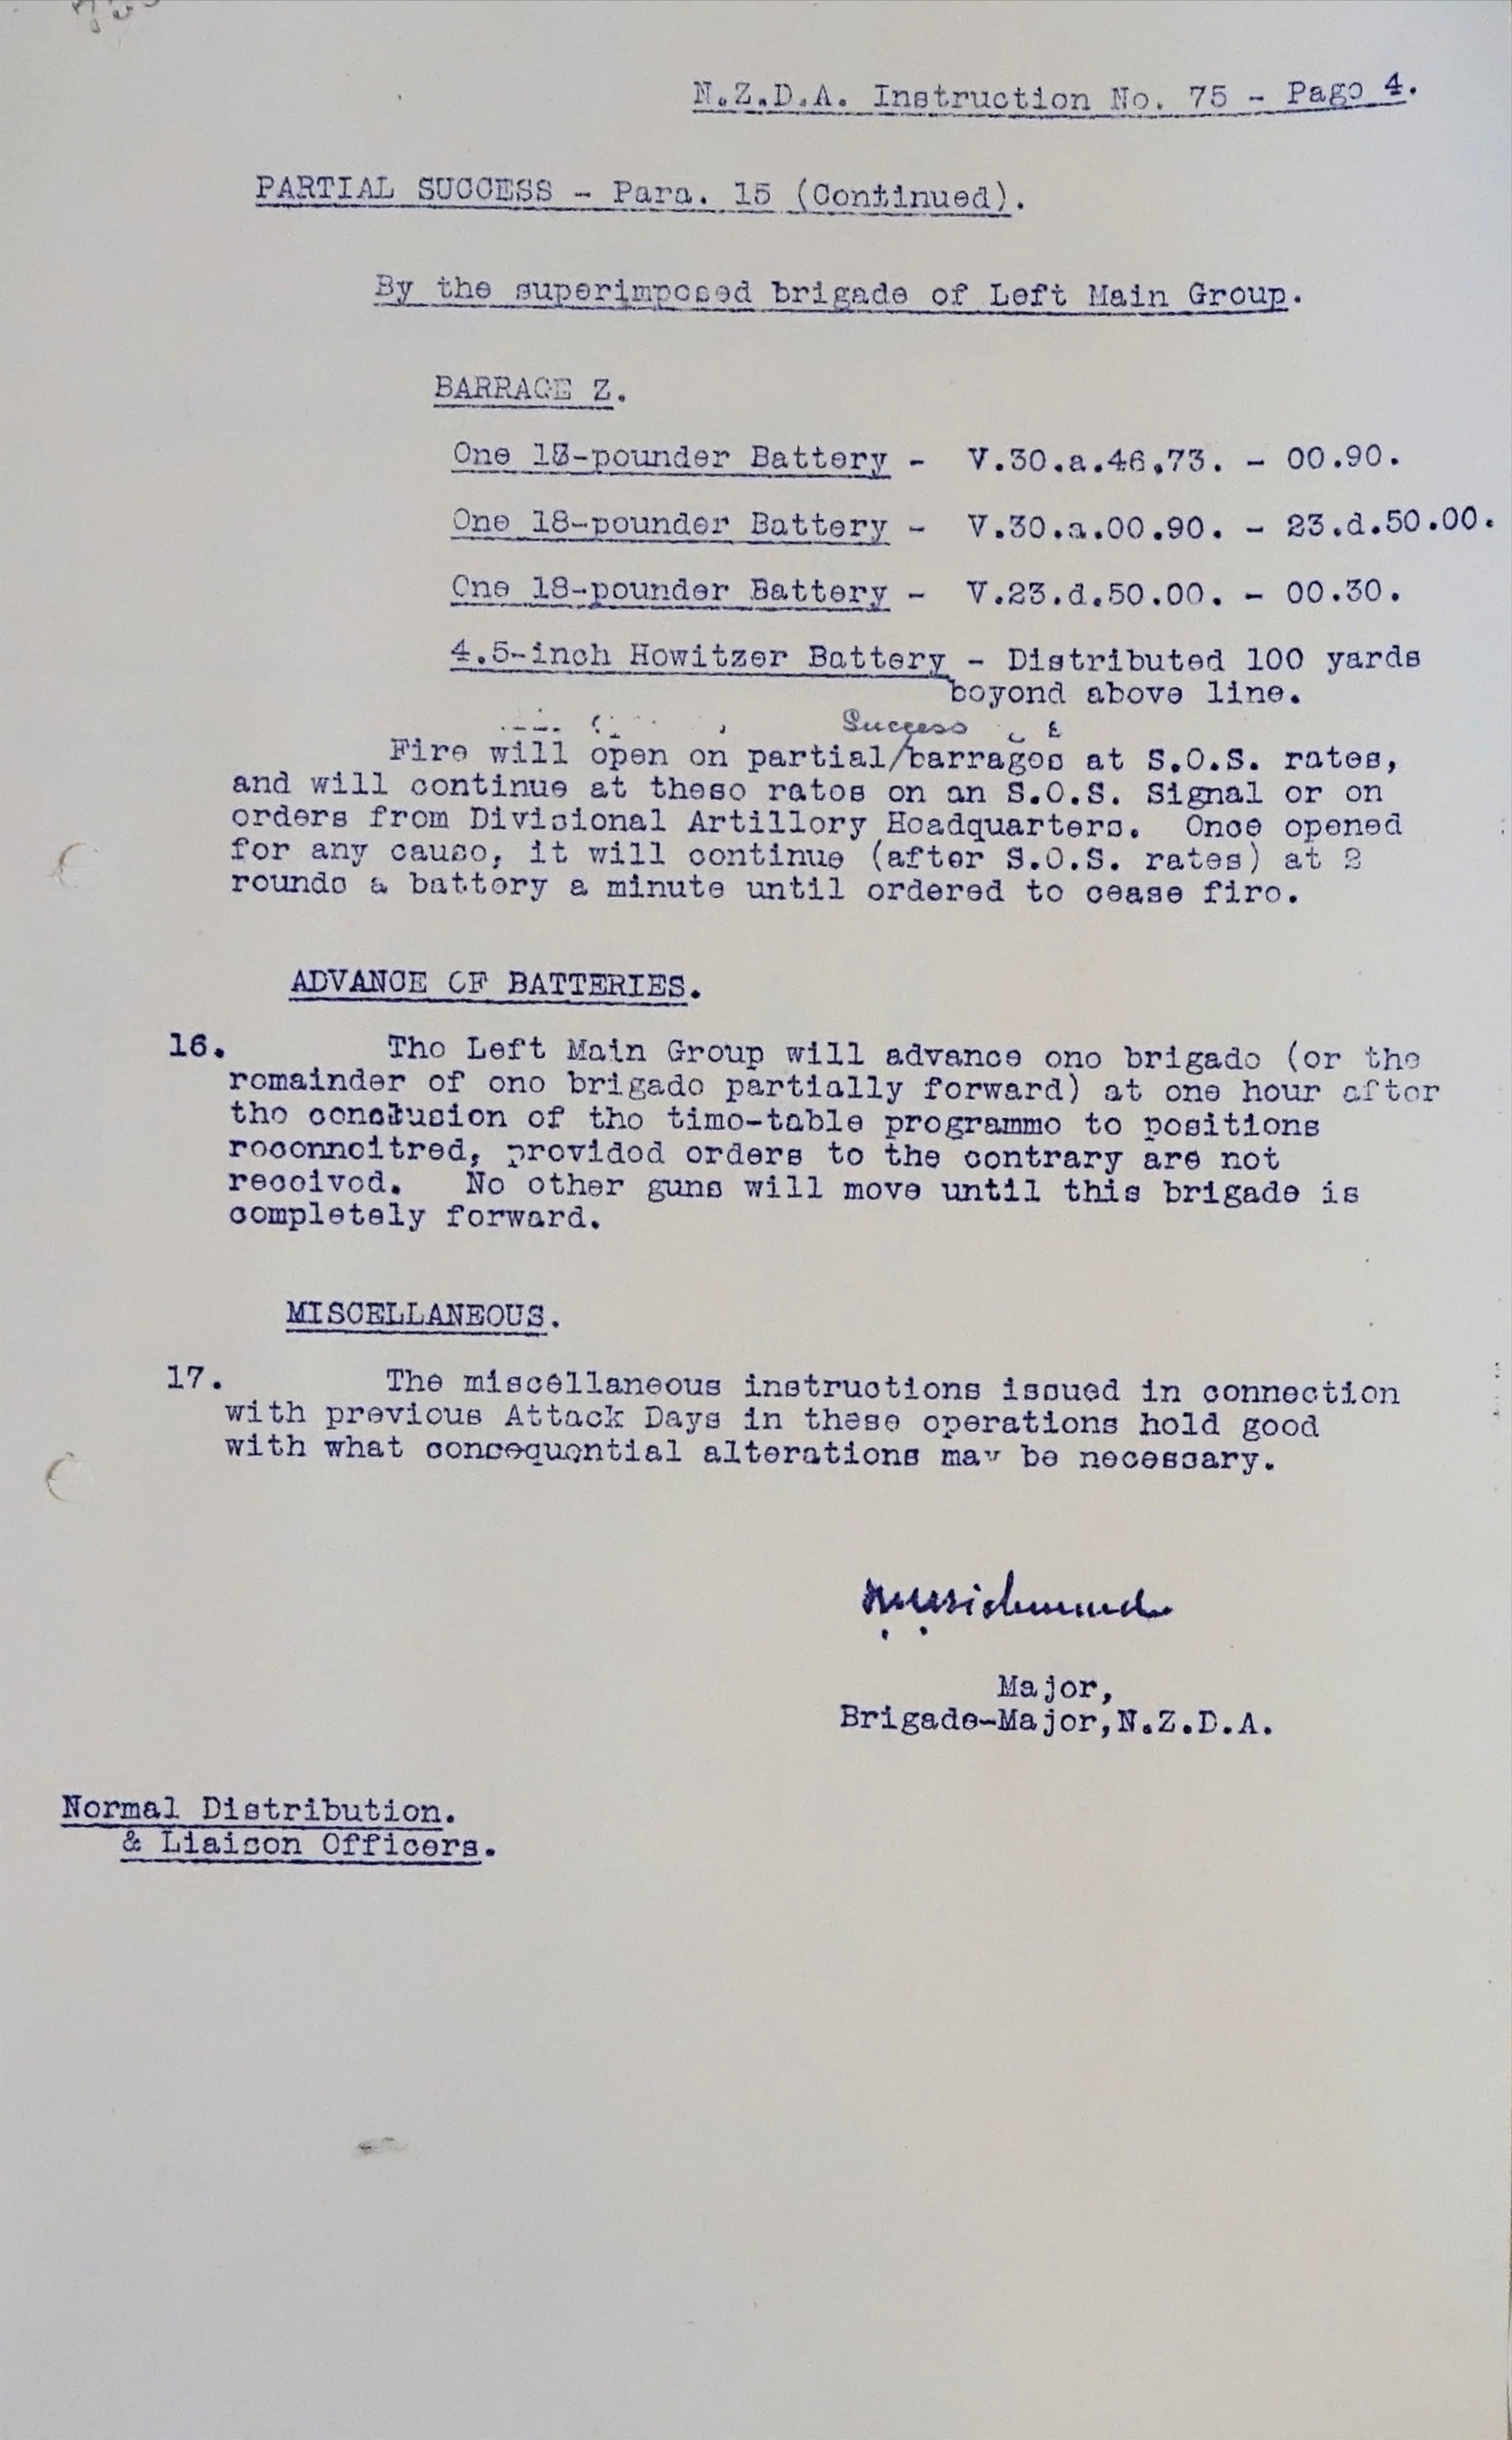 N.Z.D.A. Instruction No. 75 - Page 4.
PARTIAL SUCCESS - Para. 15 (Continued).
By the superimposed brigade of Left Main Group.
BARRAGE Z.
One 18-pounder Battery - V.30.a.46.73. - 00.90.
One 18-pounder Battery - V.30.a.00.90. - 23.d.50.00.
One 18-pounder Battery - V.23.d.50.00. - 00.30.
4.5-inch Howitzer Battery - Distributed 100 yards
beyond above line.
Success
Fire will open on partial/barrages at S.O.S. rates,
and will continue at these rates on an S.O.S. Signal or on
orders from Divisional Artillery Headquarters. Once opened
for any cause, it will continue (after S.O.S. rates) at 2
rounds a battery a minute until ordered to cease fire.
ADVANCE OF BATTERIES.
16. The Left Main Group will advance one brigade (or the
remainder of one brigade partially forward) at one hour after
the conclusion of the time-table programme to positions
reconnoitred, provided orders to the contrary are not
received. No other guns will move until this brigade is
completely forward.
MISCELLANEOUS.
17. The miscellaneous instructions issued in connection
with previous Attack Days in these operations hold good
with what consequential alterations may be necessary.
Major,
Brigade-Major, N.Z.D.A.
Normal Distribution.
& Liaison Officers.